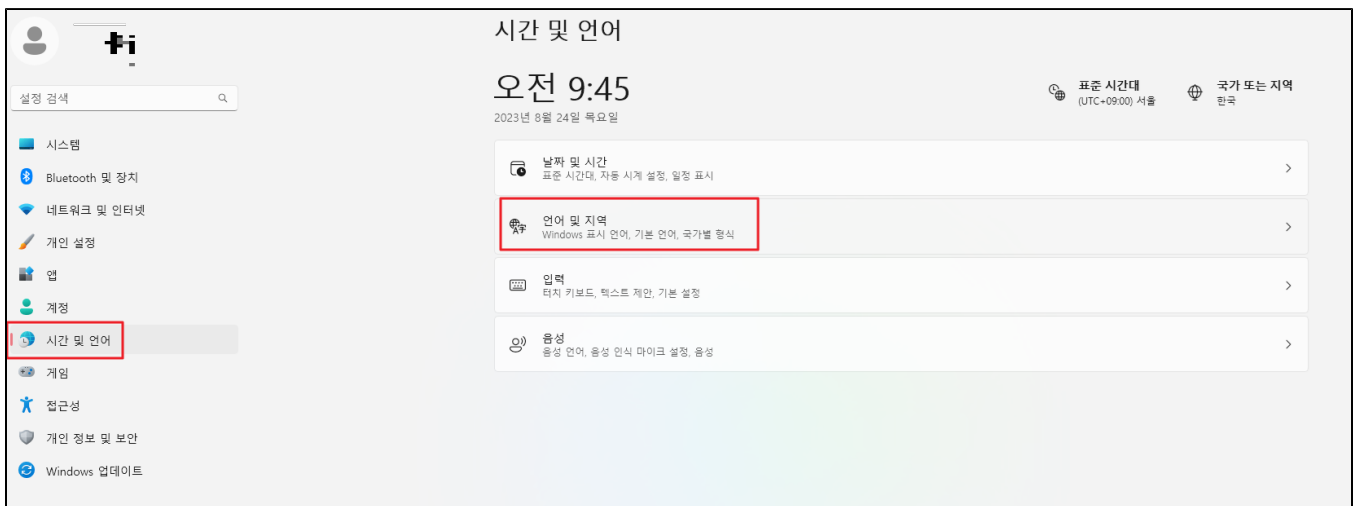 설정 검색
시스템
Bluetooth 및 장치
네트워크 및 인터넷
개인 설정
앱
계정
시간 및 언어
게임
접근성
개인 정보 및 보안
Windows 업데이트
시간 및 언어
오전 9:45
2023년 8월 24일 목요일
표준 시간대
(UTC+09:00) 서울
국가 또는 지역
한국
날짜 및 시간
표준 시간대, 자동 시계 설정, 일정 표시
언어 및 지역
Windows 표시 언어, 기본 언어, 국가별 형식
입력
터치 키보드, 텍스트 제안, 기본 설정
음성
음성 언어, 음성 인식 마이크 설정, 음성